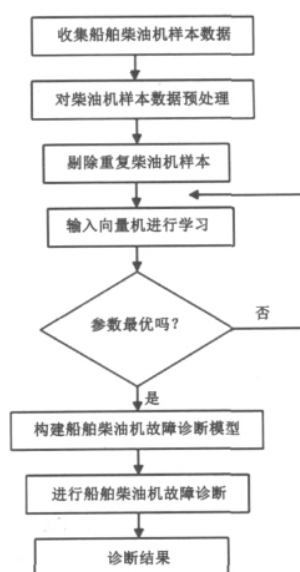 收集船舶柴油机样本数据
对柴油机样本数据预处理
剔除重复柴油机样本
输入向量机进行学习
参数最优吗?
否
是
构建船舶柴油机故障诊断模型
进行船舶柴油机故障诊断
诊断结果